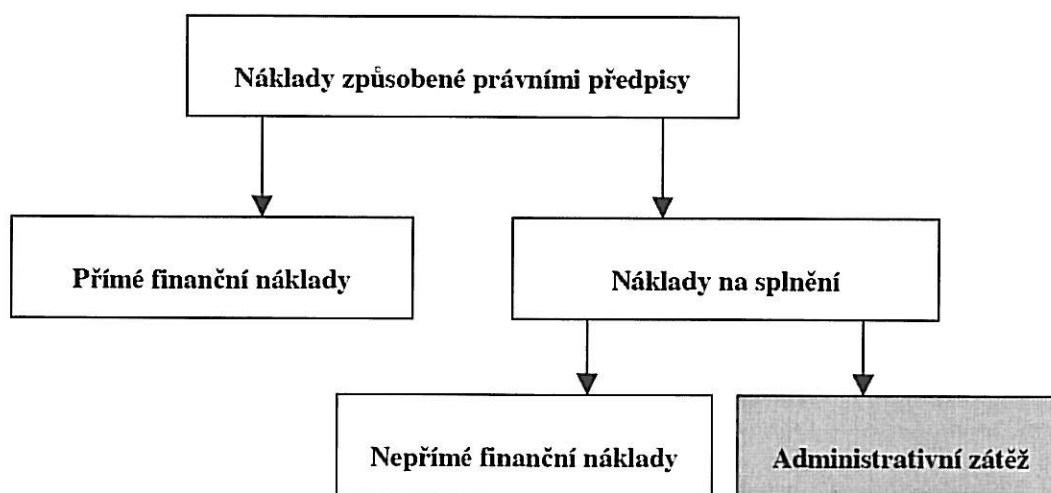 Náklady způsobené právními předpisy
Přímé finanční náklady
Náklady na splnění
Nepřímé finanční náklady
Administrativní zátěž